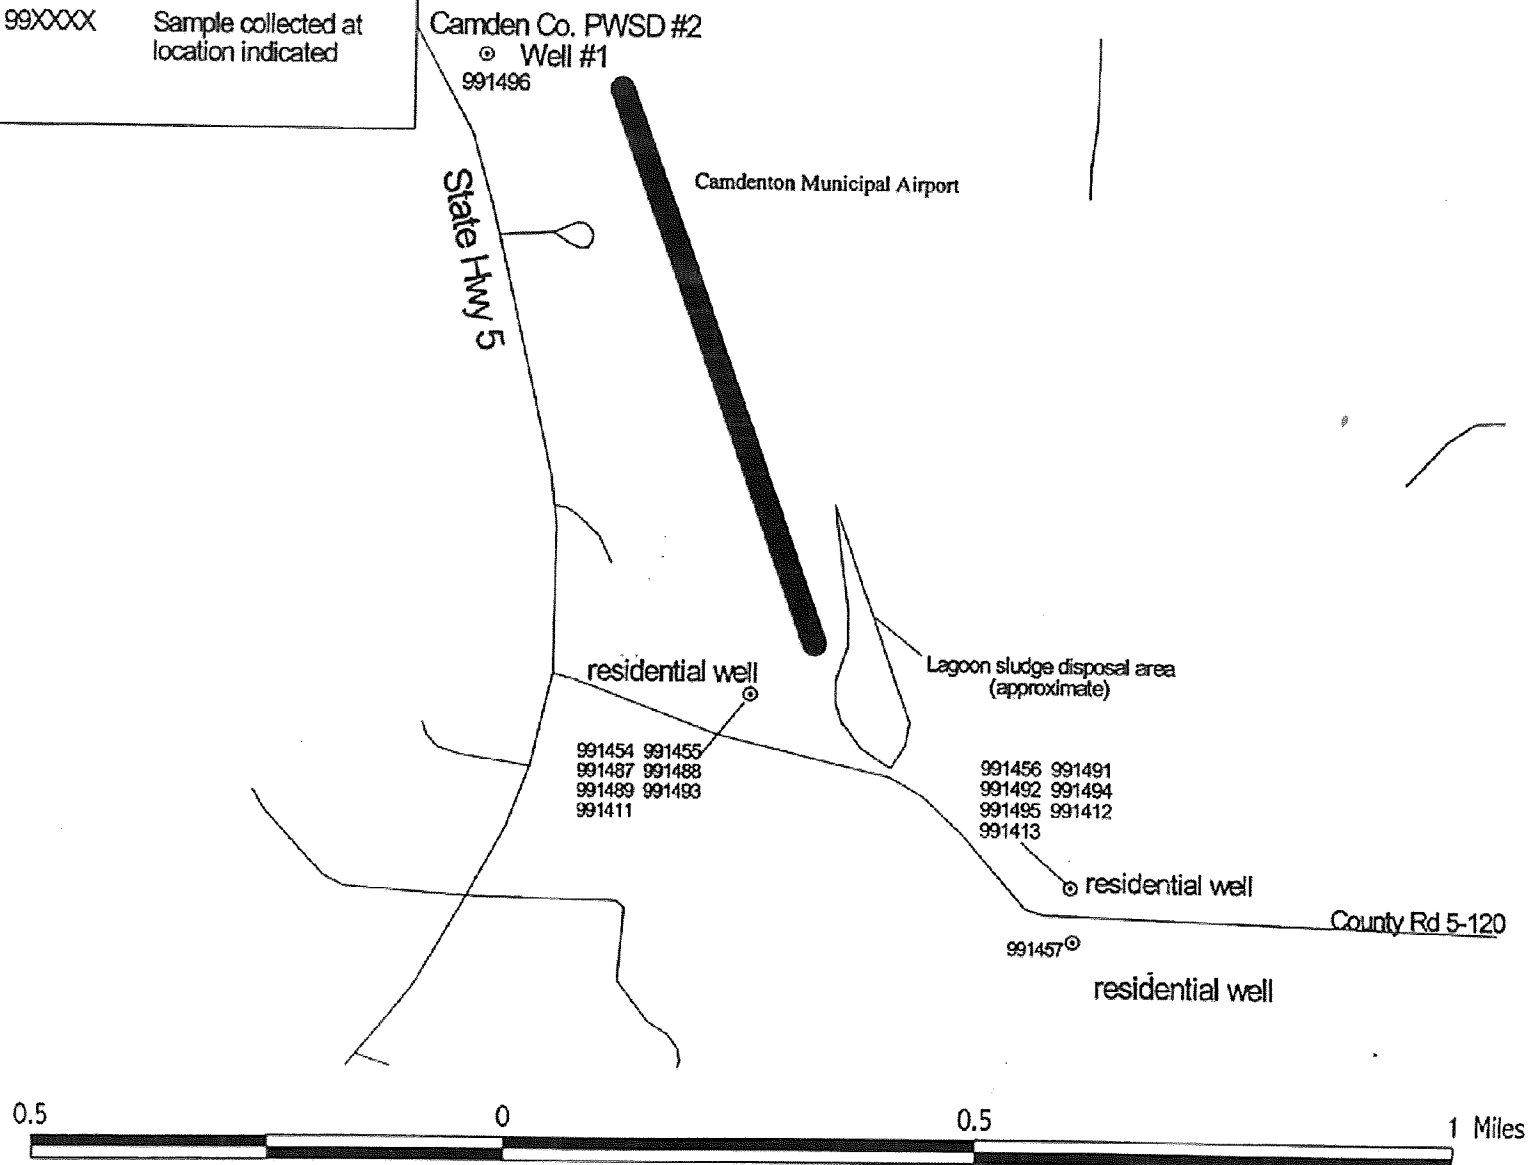 99XXXX Sample collected at
location indicated
Camden Co. PWSD #2
Well #1
991496
Camdenton Municipal Airport
State Hwy 5
residential well
Lagoon sludge disposal area
(approximate)
991454 991455
991487 991488
991489 991493
991411
991456 991491
991492 991494
991495 991412
991413
residential well
County Rd 5-120
991457
residential well
0.5 0 0.5 1 Miles